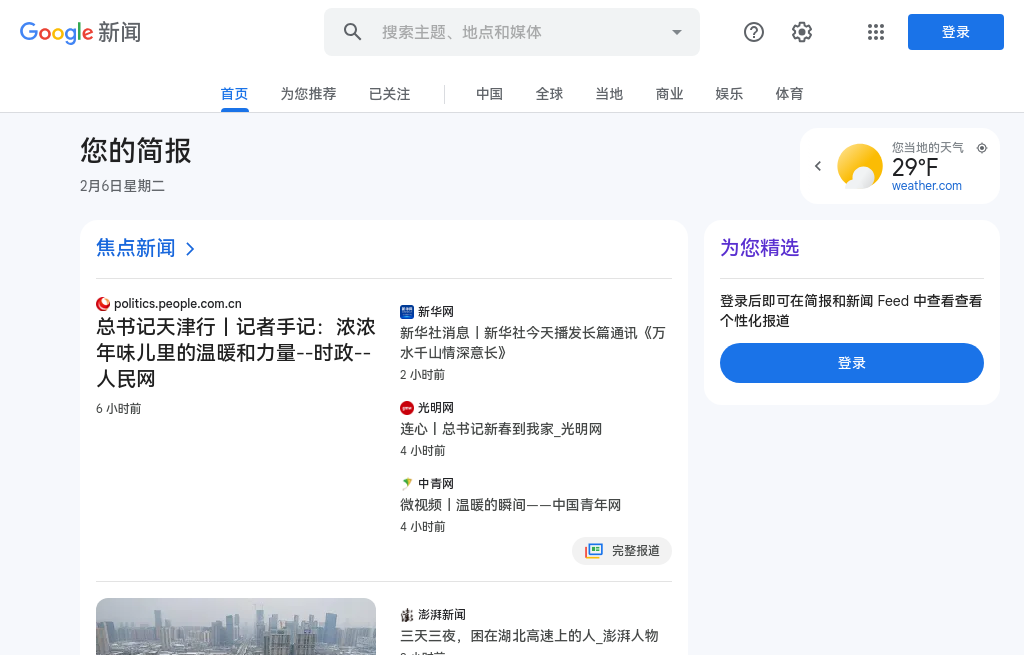 Google 新闻
搜索主题、地点和媒体
登录
首页
为您推荐
已关注
中国
全球
当地
商业
娱乐
体育
您的简报
2月6日星期二
您当地的天气
29°F
weather.com
焦点新闻
politics.people.com.cn
总书记天津行丨记者手记：浓浓
年味儿里的温暖和力量--时政--
人民网
6 小时前
新华网
新华社消息丨新华社今天播发长篇通讯《万
水千山情深意长》
2 小时前
光明网
连心丨总书记新春到我家_光明网
4 小时前
中青网
微视频丨温暖的瞬间——中国青年网
4 小时前
完整报道
澎湃新闻
三天三夜，困在湖北高速上的人_澎湃人物
为您精选
登录后即可在简报和新闻 Feed 中查看查看
个性化报道
登录